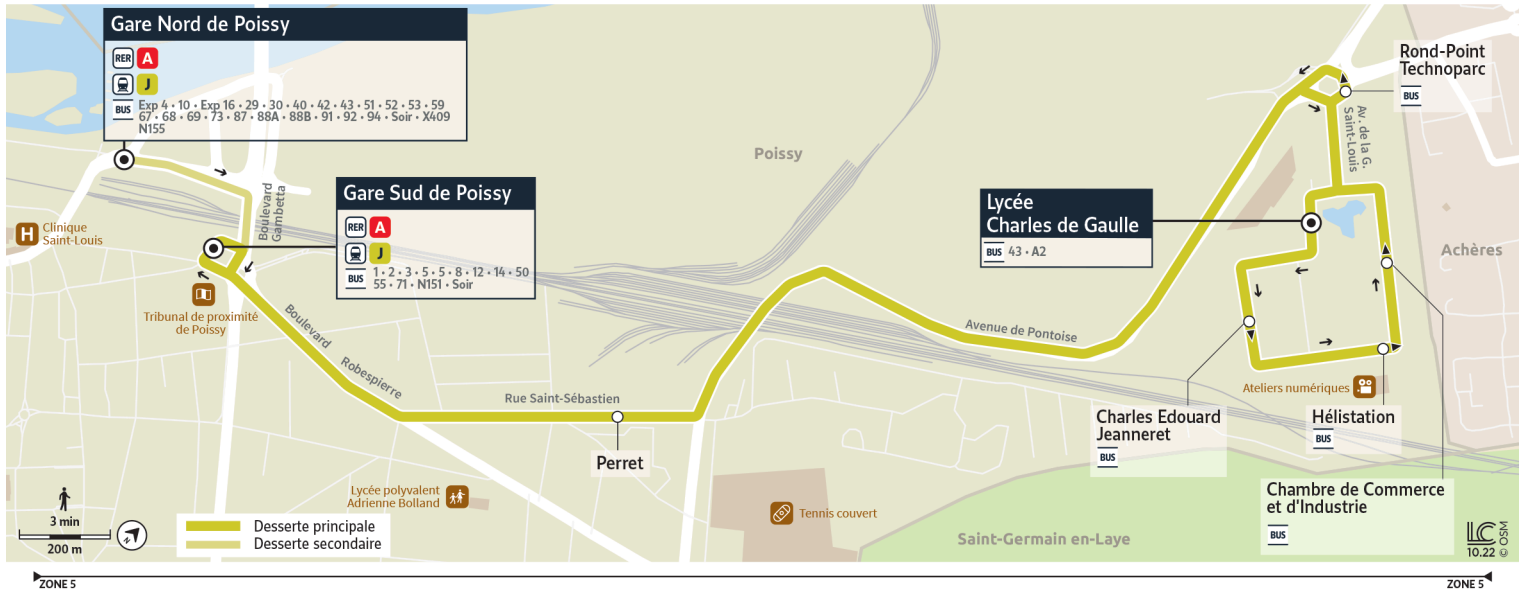 Gare Nord de Poissy
RER A
J
BUS Exp 4 • 10 • Exp 16 • 29 • 30 • 40 • 42 • 43 • 51 • 52 • 53 • 59
67 • 68 • 69 • 73 • 87 • 88A • 88B • 91 • 92 • 94 • Soir • X409
N155
Rond-Point
Technoparc
BUS
Av. de la G.
Saint-Louis
Poissy
Boulevard
Gambetta
Gare Sud de Poissy
RER A
J
BUS 1 • 2 • 3 • 5 • 5 • 8 • 12 • 14 • 50
55 • 71 • N151 • Soir
Lycée
Charles de Gaulle
BUS 43 • A2
H Clinique
Saint-Louis
Achères
Tribunal de proximité
de Poissy
Boulevard
Robespierre
Avenue de Pontoise
Rue Saint-Sébastien
Ateliers numériques
Charles Edouard
Jeanneret
BUS
Hélistation
BUS
Perret
Lycée polyvalent
Adrienne Bolland
Tennis couvert
Chambre de Commerce
et d'Industrie
BUS
Saint-Germain en-Laye
3 min
200 m
N
Desserte principale
Desserte secondaire
LC
10.22 © OSM
ZONE 5
ZONE 5